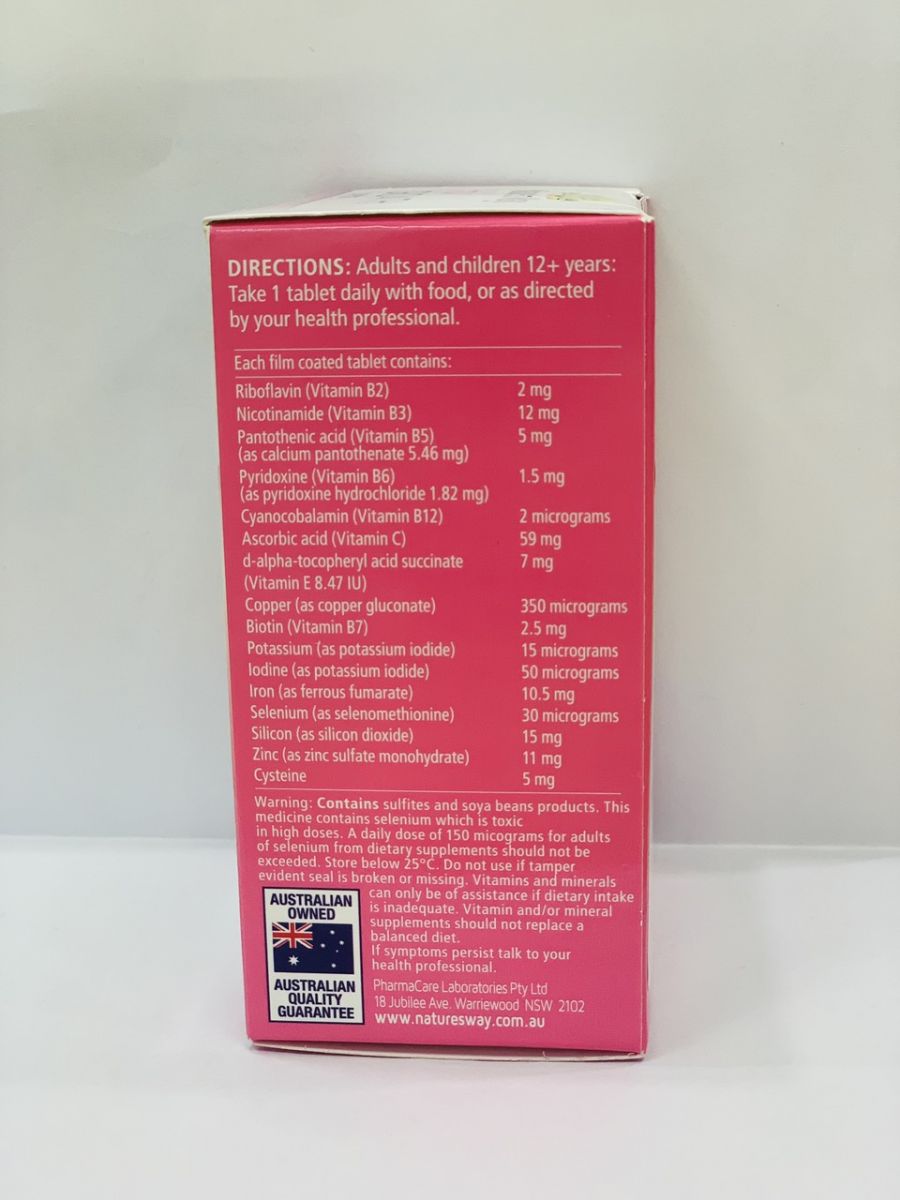 DIRECTIONS: Adults and children 12+ years:
Take 1 tablet daily with food, or as directed
by your health professional.
Each film coated tablet contains:
Riboflavin (Vitamin B2) 2 mg
Nicotinamide (Vitamin B3) 12 mg
Pantothenic acid (Vitamin B5) 5 mg
(as calcium pantothenate 5.46 mg)
Pyridoxine (Vitamin B6) 1.5 mg
(as pyridoxine hydrochloride 1.82 mg)
Cyanocobalamin (Vitamin B12) 2 micrograms
Ascorbic acid (Vitamin C) 59 mg
d-alpha-tocopheryl acid succinate 7 mg
(Vitamin E 8.47 IU)
Copper (as copper gluconate) 350 micrograms
Biotin (Vitamin B7) 2.5 mg
Potassium (as potassium iodide) 15 micrograms
Iodine (as potassium iodide) 50 micrograms
Iron (as ferrous fumarate) 10.5 mg
Selenium (as selenomethionine) 30 micrograms
Silicon (as silicon dioxide) 15 mg
Zinc (as zinc sulfate monohydrate) 11 mg
Cysteine 5 mg
Warning: Contains sulfites and soya beans products. This
medicine contains selenium which is toxic
in high doses. A daily dose of 150 micograms for adults
of selenium from dietary supplements should not be
exceeded. Store below 25°C. Do not use if tamper
evident seal is broken or missing. Vitamins and minerals
can only be of assistance if dietary intake
is inadequate. Vitamin and/or mineral
supplements should not replace a
balanced diet.
If symptoms persist talk to your
health professional.
PharmaCare Laboratories Pty Ltd
18 Jubilee Ave. Warriewood NSW 2102
www.naturesway.com.au
AUSTRALIAN
OWNED
AUSTRALIAN
QUALITY
GUARANTEE